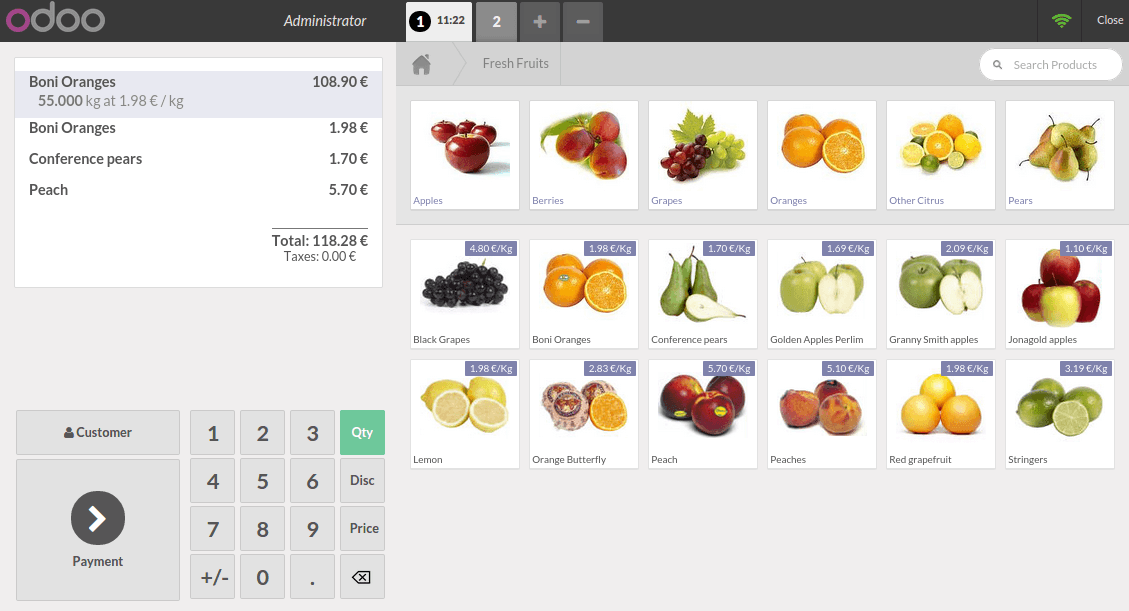 odoo
Administrator
1 11:22
2
+
−
Close
Boni Oranges 108.90 €
55.000 kg at 1.98 € / kg
Boni Oranges 1.98 €
Conference pears 1.70 €
Peach 5.70 €
Total: 118.28 €
Taxes: 0.00 €
Customer
Payment
1 2 3 Qty
4 5 6 Disc
7 8 9 Price
+/- 0 .
Fresh Fruits
Search Products
Apples
Berries
Grapes
Oranges
Other Citrus
Pears
4.80 €/Kg
Black Grapes
1.98 €/Kg
Boni Oranges
1.70 €/Kg
Conference pears
1.69 €/Kg
Golden Apples Perlim
2.09 €/Kg
Granny Smith apples
1.10 €/Kg
Jonagold apples
1.98 €/Kg
Lemon
2.83 €/Kg
Orange Butterfly
5.70 €/Kg
Peach
5.10 €/Kg
Peaches
1.98 €/Kg
Red grapefruit
3.19 €/Kg
Stringers